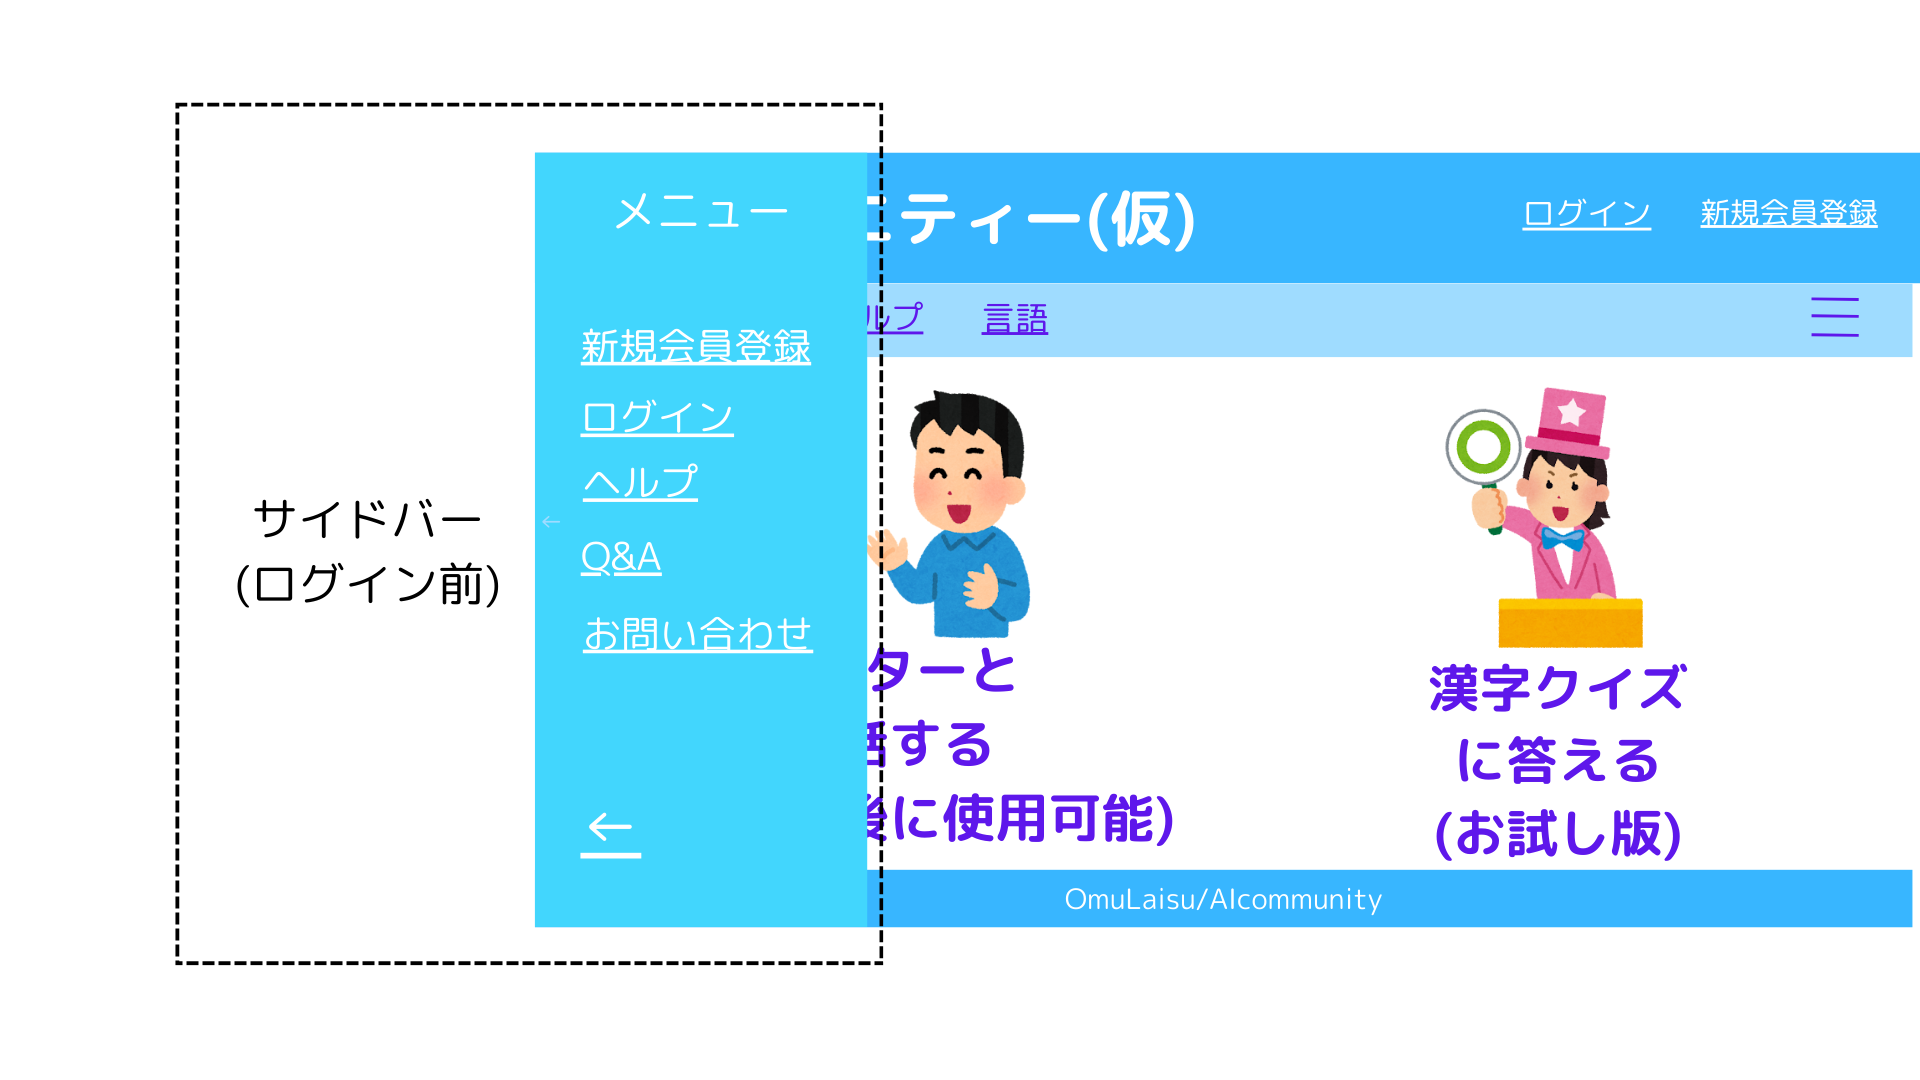 サイドバー
(ログイン前)
メニュー
新規会員登録
ログイン
ヘルプ
Q&A
お問い合わせ
ニティー(仮)
ログイン
新規会員登録
ルプ
言語
ターと
話する
後に使用可能)
漢字クイズ
に答える
(お試し版)
OmuLaisu/AIcommunity